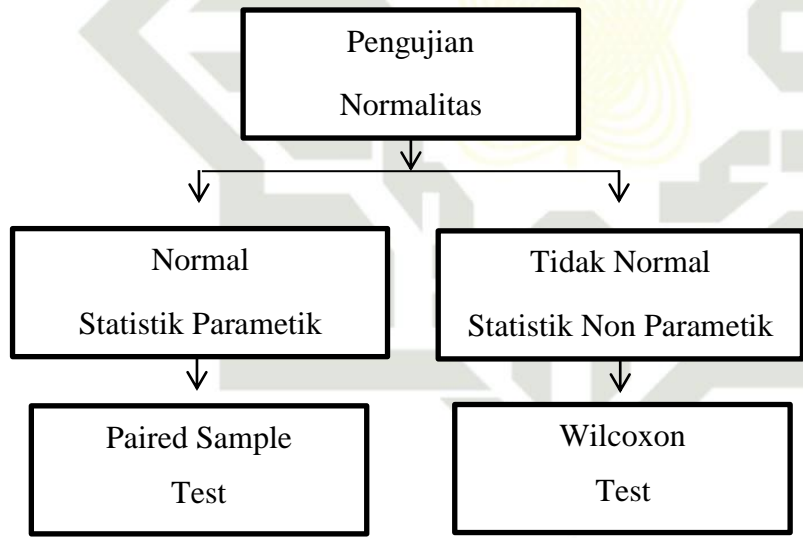 Pengujian
Normalitas
Normal
Statistik Parametik
Tidak Normal
Statistik Non Parametik
Paired Sample
Test
Wilcoxon
Test